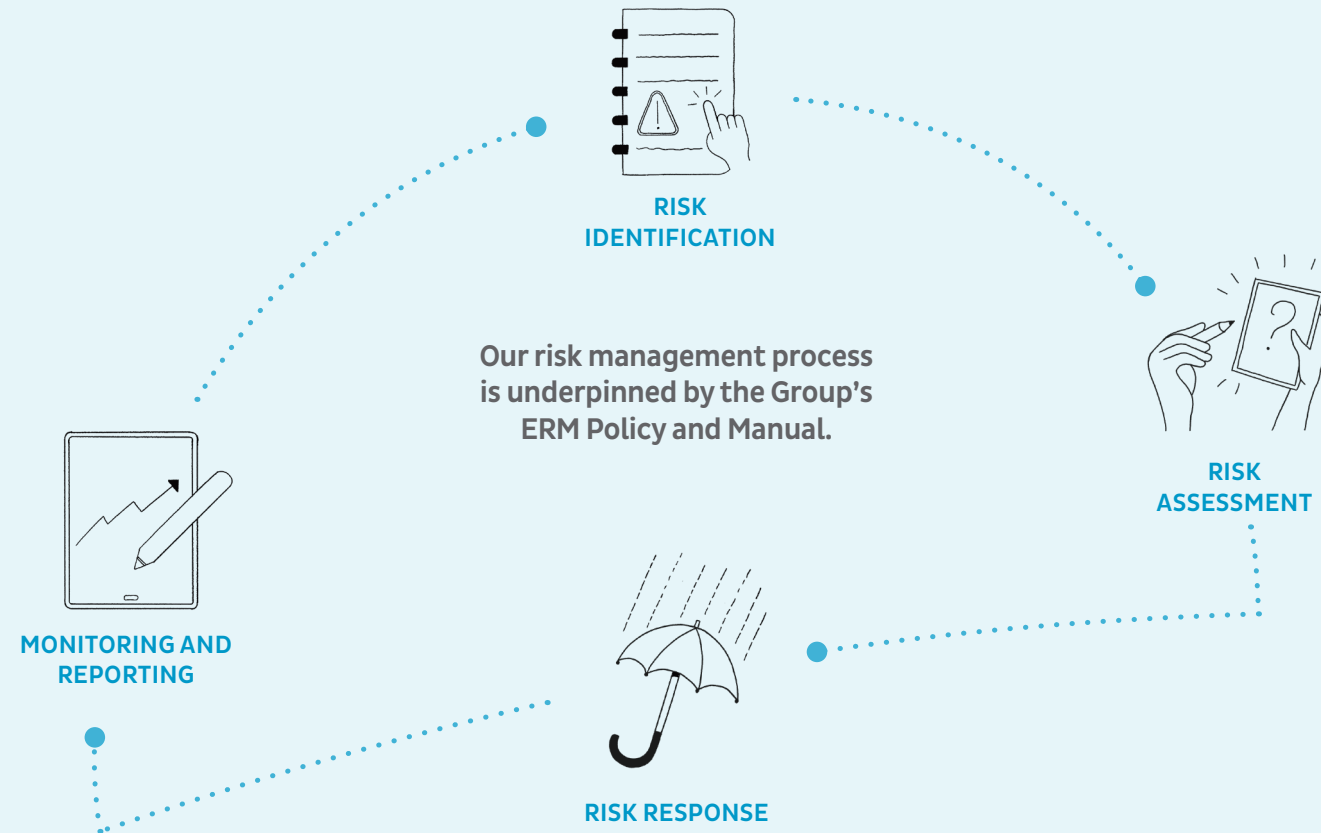 RISK
IDENTIFICATION
Our risk management process
is underpinned by the Group’s
ERM Policy and Manual.
RISK
ASSESSMENT
MONITORING AND
REPORTING
RISK RESPONSE